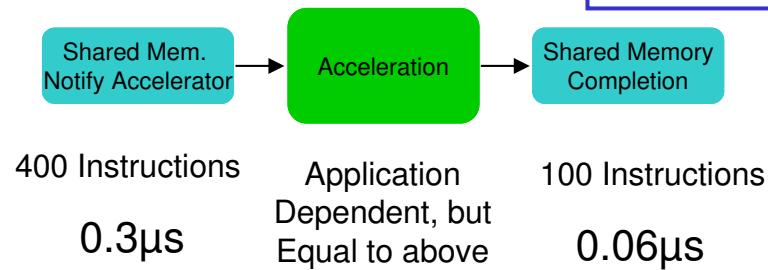 Shared Mem.
Notify Accelerator
Acceleration
Shared Memory
Completion
400 Instructions
0.3µs
Application
Dependent, but
Equal to above
100 Instructions
0.06µs